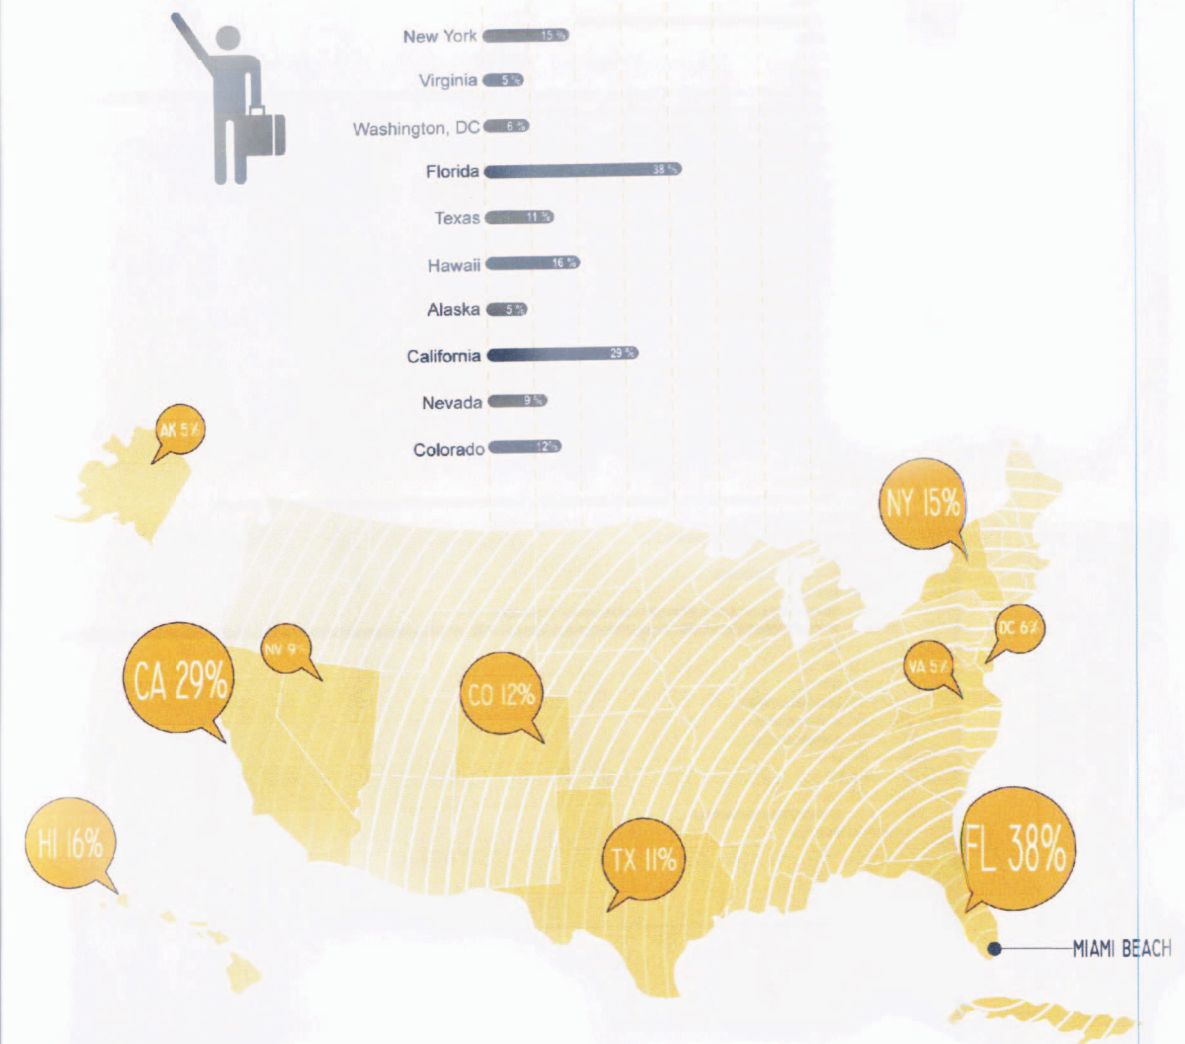 New York 15 %
Virginia 5 %
Washington, DC 6 %
Florida 38 %
Texas 11 %
Hawaii 16 %
Alaska 5 %
California 29 %
Nevada 9 %
Colorado 12%
AK 5%
NY 15%
DC 6%
NV 9%
VA 5%
CA 29%
CO 12%
HI 16%
TX 11%
FL 38%
MIAMI BEACH